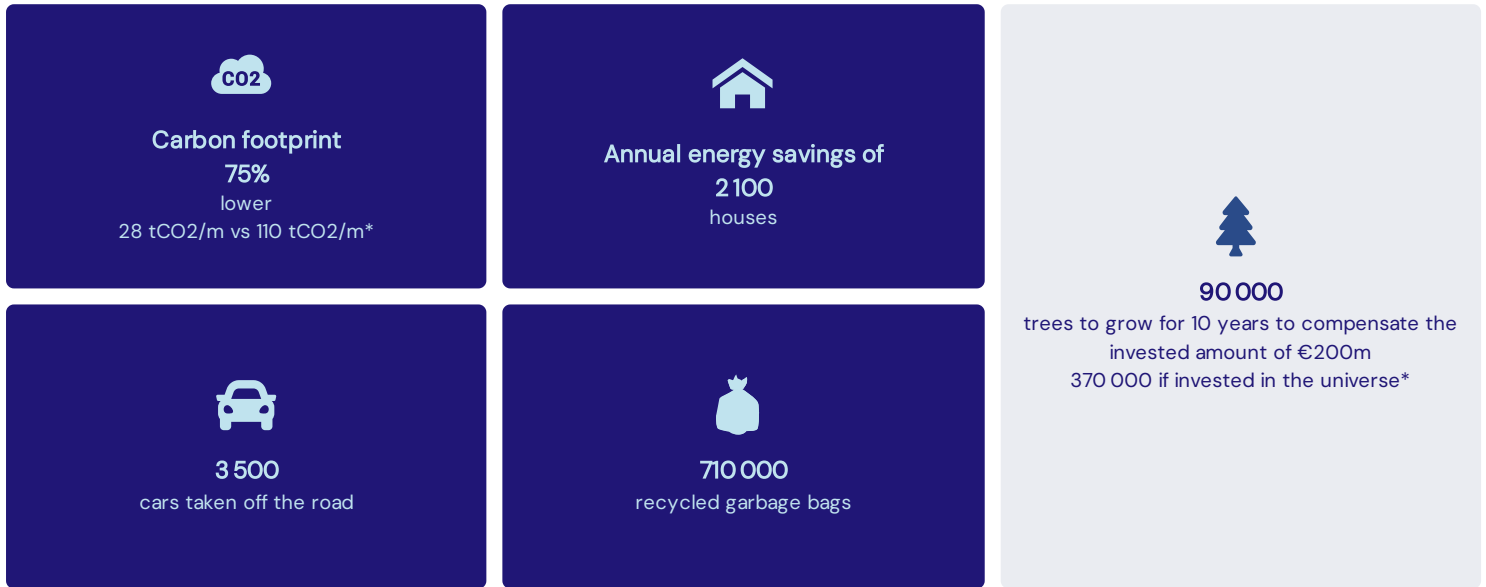 CO2
Carbon footprint
75%
lower
28 tCO2/m vs 110 tCO2/m*
Annual energy savings of
2 100
houses
3 500
cars taken off the road
710 000
recycled garbage bags
90 000
trees to grow for 10 years to compensate the
invested amount of €200m
370 000 if invested in the universe*